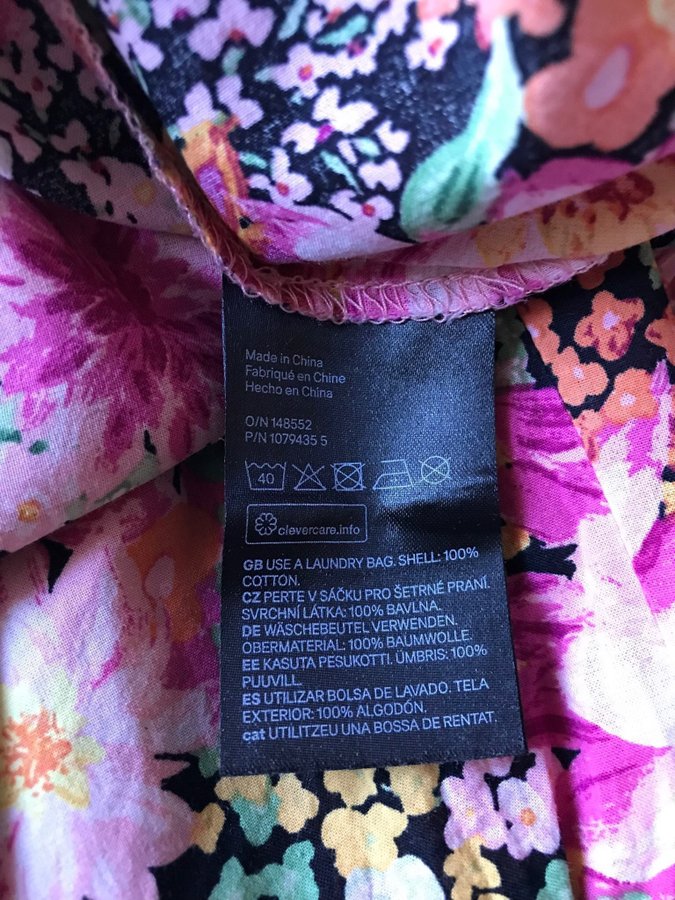 Made in China
Fabriqué en Chine
Hecho en China
O/N 148552
P/N 1079435 5
40
clevercare.info
GB USE A LAUNDRY BAG. SHELL: 100%
COTTON.
CZ PERTE V SÁČKU PRO ŠETRNÉ PRANÍ.
SVRCHNÍ LÁTKA: 100% BAVLNA.
DE WÄSCHEBEUTEL VERWENDEN.
OBERMATERIAL: 100% BAUMWOLLE.
EE KASUTA PESUKOTTI. ÜMBRIS: 100%
PUUVILL.
ES UTILIZAR BOLSA DE LAVADO. TELA
EXTERIOR: 100% ALGODÓN.
cat UTILITZEU UNA BOSSA DE RENTAT.